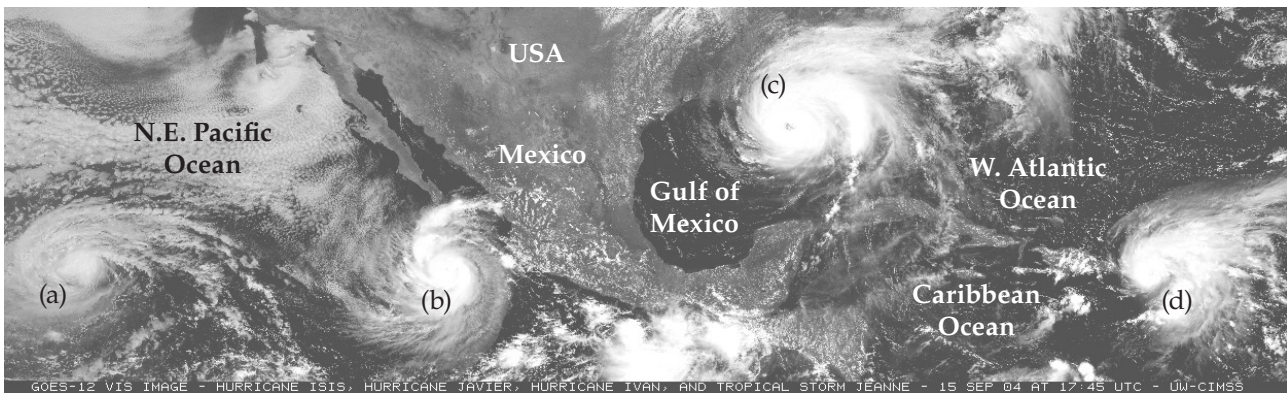 USA
(c)
N.E. Pacific
Ocean
Mexico
W. Atlantic
Ocean
Gulf of
Mexico
(a)
(b)
Caribbean
Ocean
(d)
GOES-12 VIS IMAGE - HURRICANE ISIS, HURRICANE JAVIER, HURRICANE IVAN, AND TROPICAL STORM JEANNE - 15 SEP 04 AT 17:45 UTC - UW-CIMSS